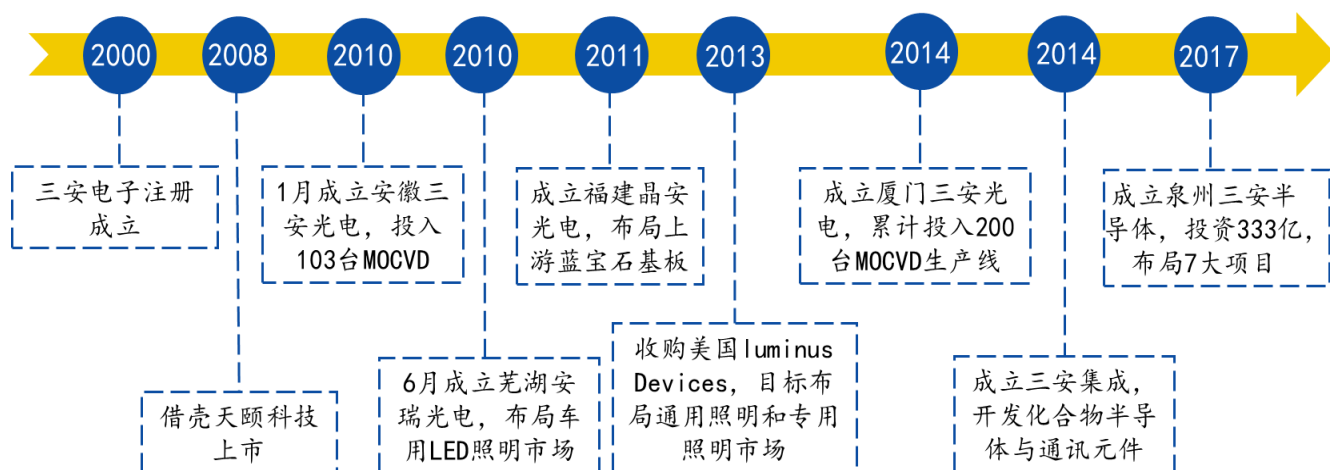 2000
2008
2010
2010
2011
2013
2014
2014
2017
三安电子注册
成立
1月成立安徽三
安光电，投入
103台MOCVD
成立福建晶安
光电，布局上
游蓝宝石基板
成立厦门三安光
电，累计投入200
台MOCVD生产线
成立泉州三安半
导体，投资333亿，
布局7大项目
借壳天颐科技
上市
6月成立芜湖安
瑞光电，布局车
用LED照明市场
收购美国luminus
Devices，目标布
局通用照明和专用
照明市场
成立三安集成，
开发化合物半导
体与通讯元件